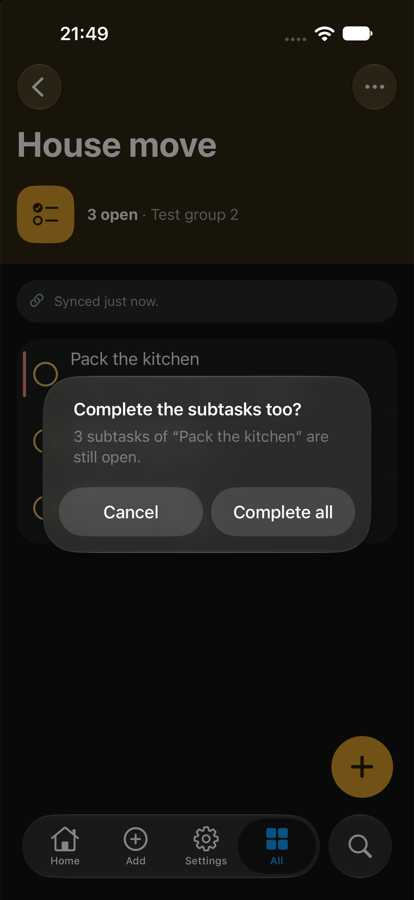 21:49
House move
3 open · Test group 2
Synced just now.
Pack the kitchen
Complete the subtasks too?
3 subtasks of “Pack the kitchen” are
still open.
Cancel
Complete all
Home
Add
Settings
All